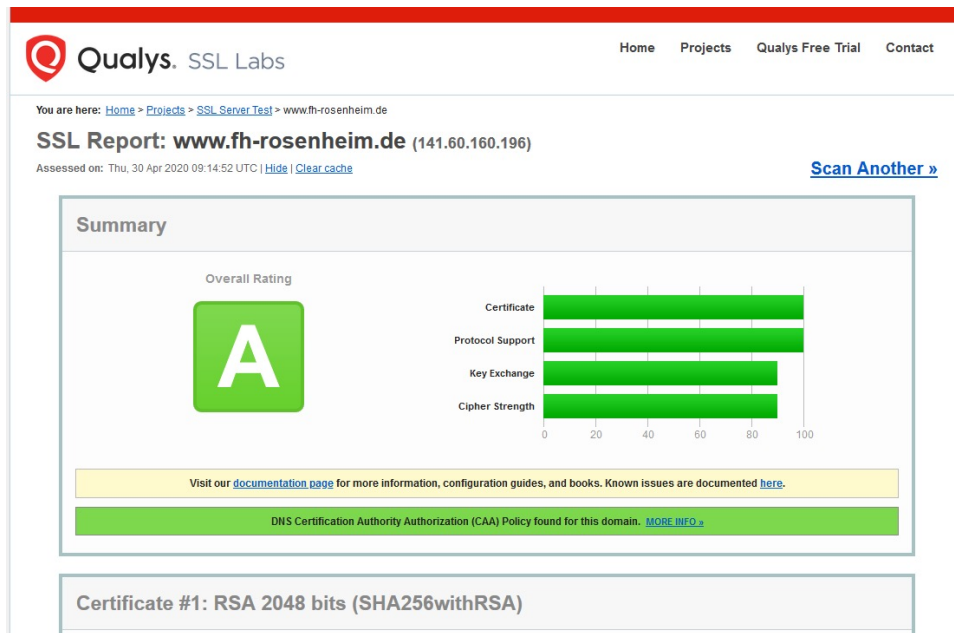 Qualys. SSL Labs
Home Projects Qualys Free Trial Contact
You are here: Home > Projects > SSL Server Test > www.fh-rosenheim.de
SSL Report: www.fh-rosenheim.de (141.60.160.196)
Assessed on: Thu, 30 Apr 2020 09:14:52 UTC | Hide | Clear cache
Scan Another »
Summary
Overall Rating
A
Certificate
Protocol Support
Key Exchange
Cipher Strength
0 20 40 60 80 100
Visit our documentation page for more information, configuration guides, and books. Known issues are documented here.
DNS Certification Authority Authorization (CAA) Policy found for this domain. MORE INFO »
Certificate #1: RSA 2048 bits (SHA256withRSA)